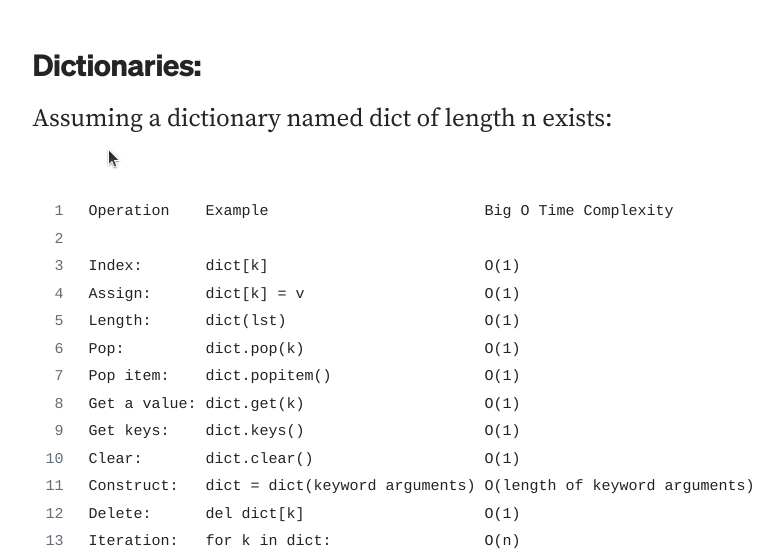 Dictionaries:
Assuming a dictionary named dict of length n exists:
1 Operation Example Big O Time Complexity
2
3 Index: dict[k] O(1)
4 Assign: dict[k] = v O(1)
5 Length: dict(lst) O(1)
6 Pop: dict.pop(k) O(1)
7 Pop item: dict.popitem() O(1)
8 Get a value: dict.get(k) O(1)
9 Get keys: dict.keys() O(1)
10 Clear: dict.clear() O(1)
11 Construct: dict = dict(keyword arguments) O(length of keyword arguments)
12 Delete: del dict[k] O(1)
13 Iteration: for k in dict: O(n)